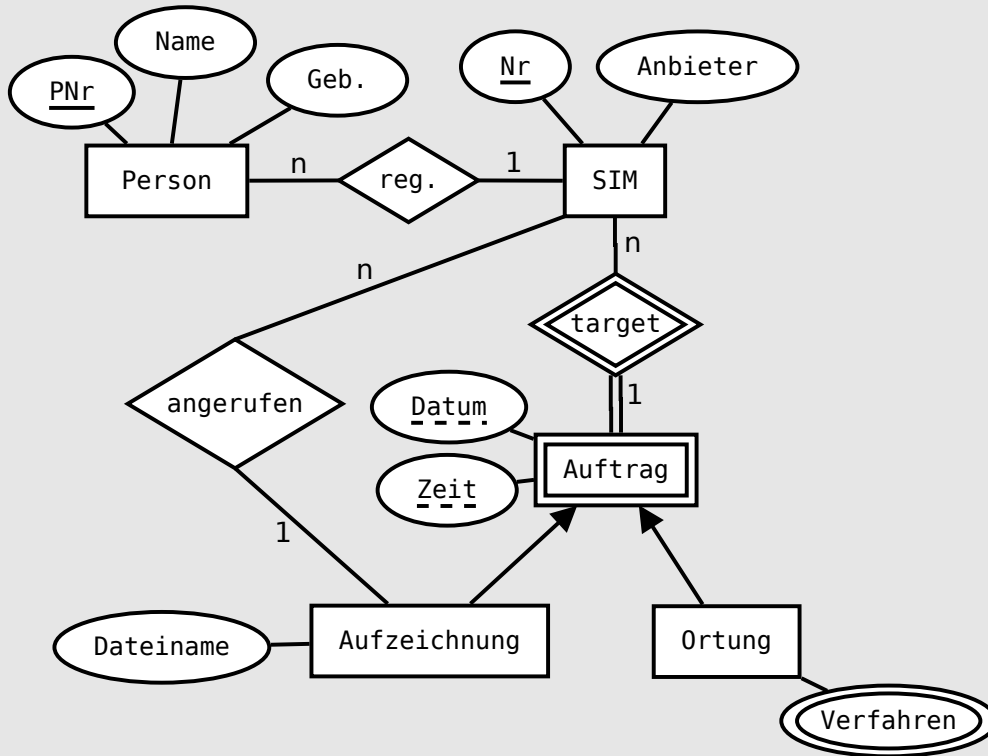 Name
PNr
Geb.
Nr
Anbieter
Person
n
reg.
1
SIM
n
n
target
angerufen
1
Datum
Auftrag
Zeit
1
Dateiname
Aufzeichnung
Ortung
Verfahren